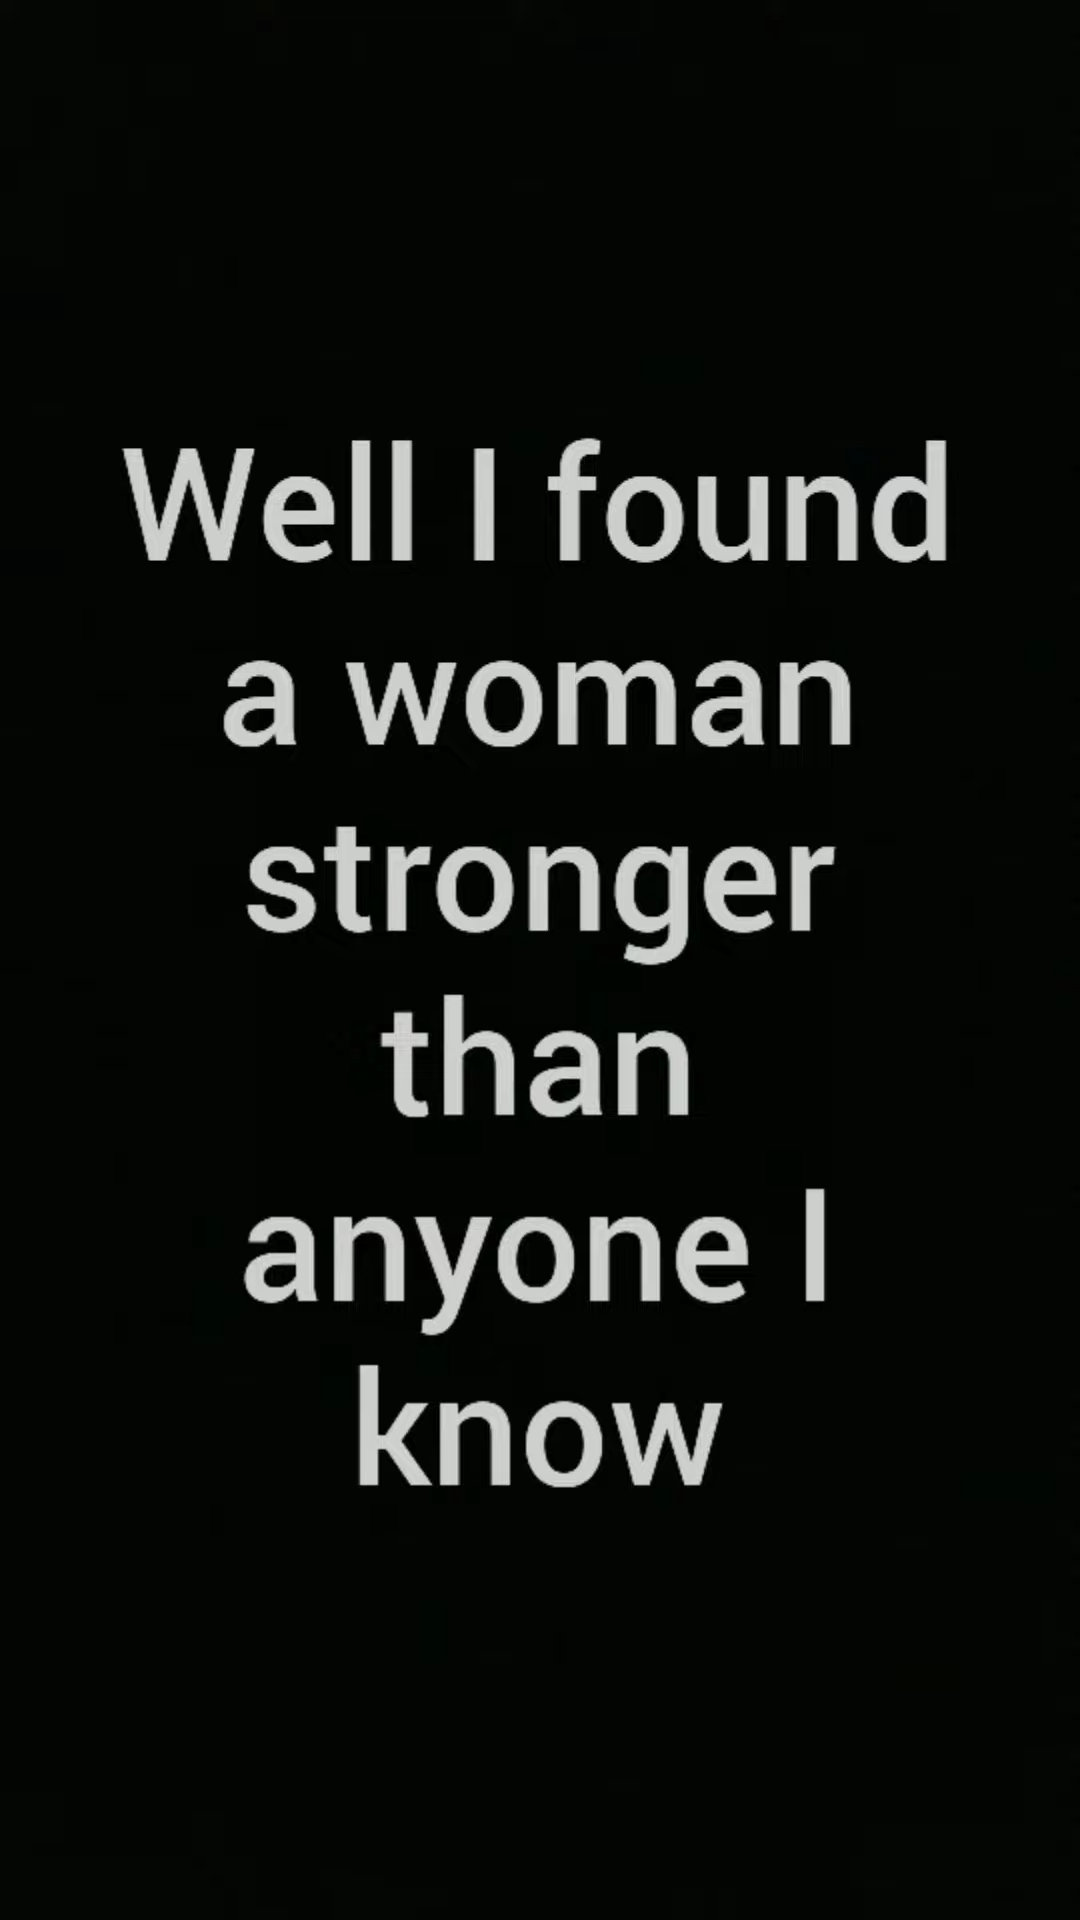 Well I found
a woman
stronger
than
anyone I
know